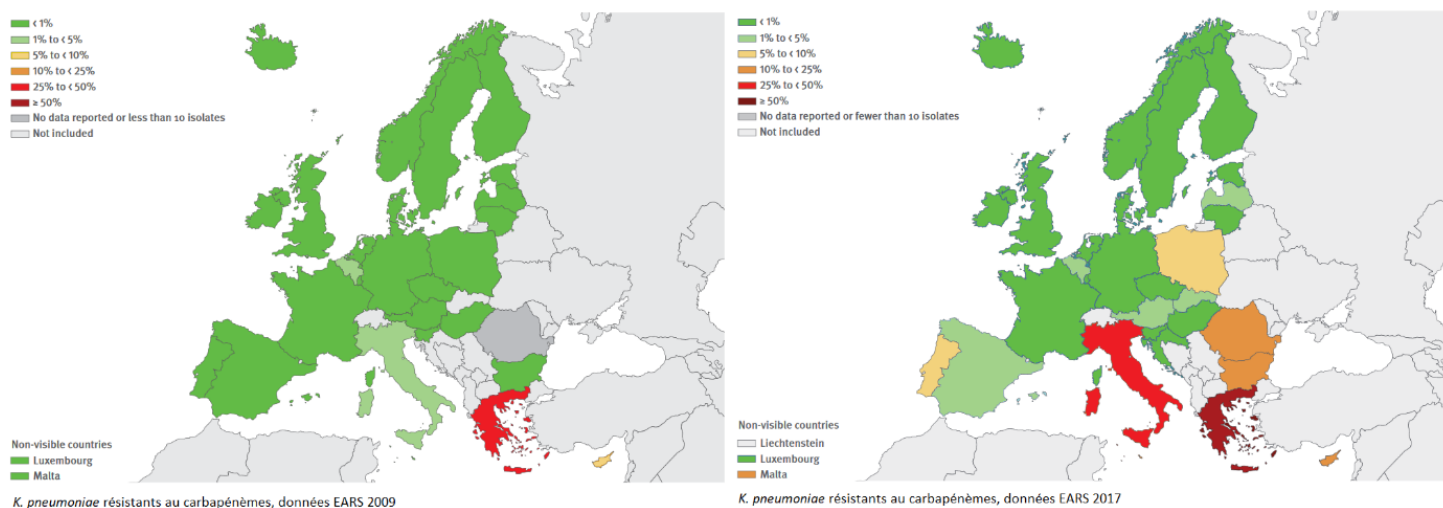 < 1%
1% to < 5%
5% to < 10%
10% to < 25%
25% to < 50%
≥ 50%
No data reported or less than 10 isolates
Not included
Non-visible countries
Luxembourg
Malta
K. pneumoniae résistants au carbapénèmes, données EARS 2009
< 1%
1% to < 5%
5% to < 10%
10% to < 25%
25% to < 50%
≥ 50%
No data reported or fewer than 10 isolates
Not included
Non-visible countries
Liechtenstein
Luxembourg
Malta
K. pneumoniae résistants au carbapénèmes, données EARS 2017